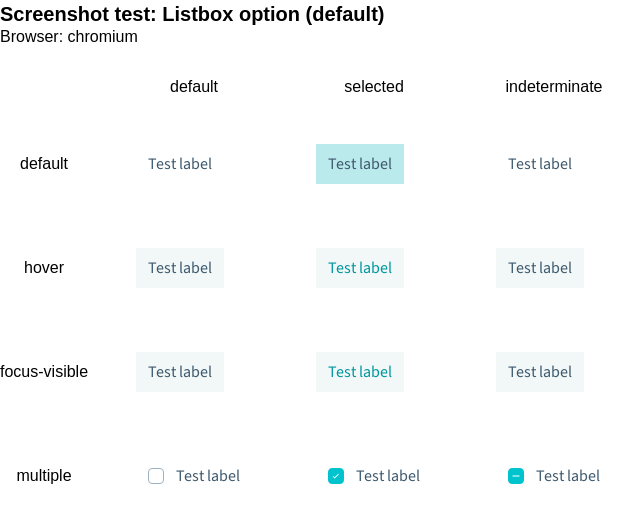 Screenshot test: Listbox option (default)
Browser: chromium
default selected indeterminate
default Test label Test label Test label
hover Test label Test label Test label
focus-visible Test label Test label Test label
multiple Test label Test label Test label